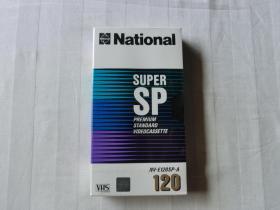 National
SUPER
SP
PREMIUM
STANDARD
VIDEOCASSETTE
NV-E120SP-A
VHS
120